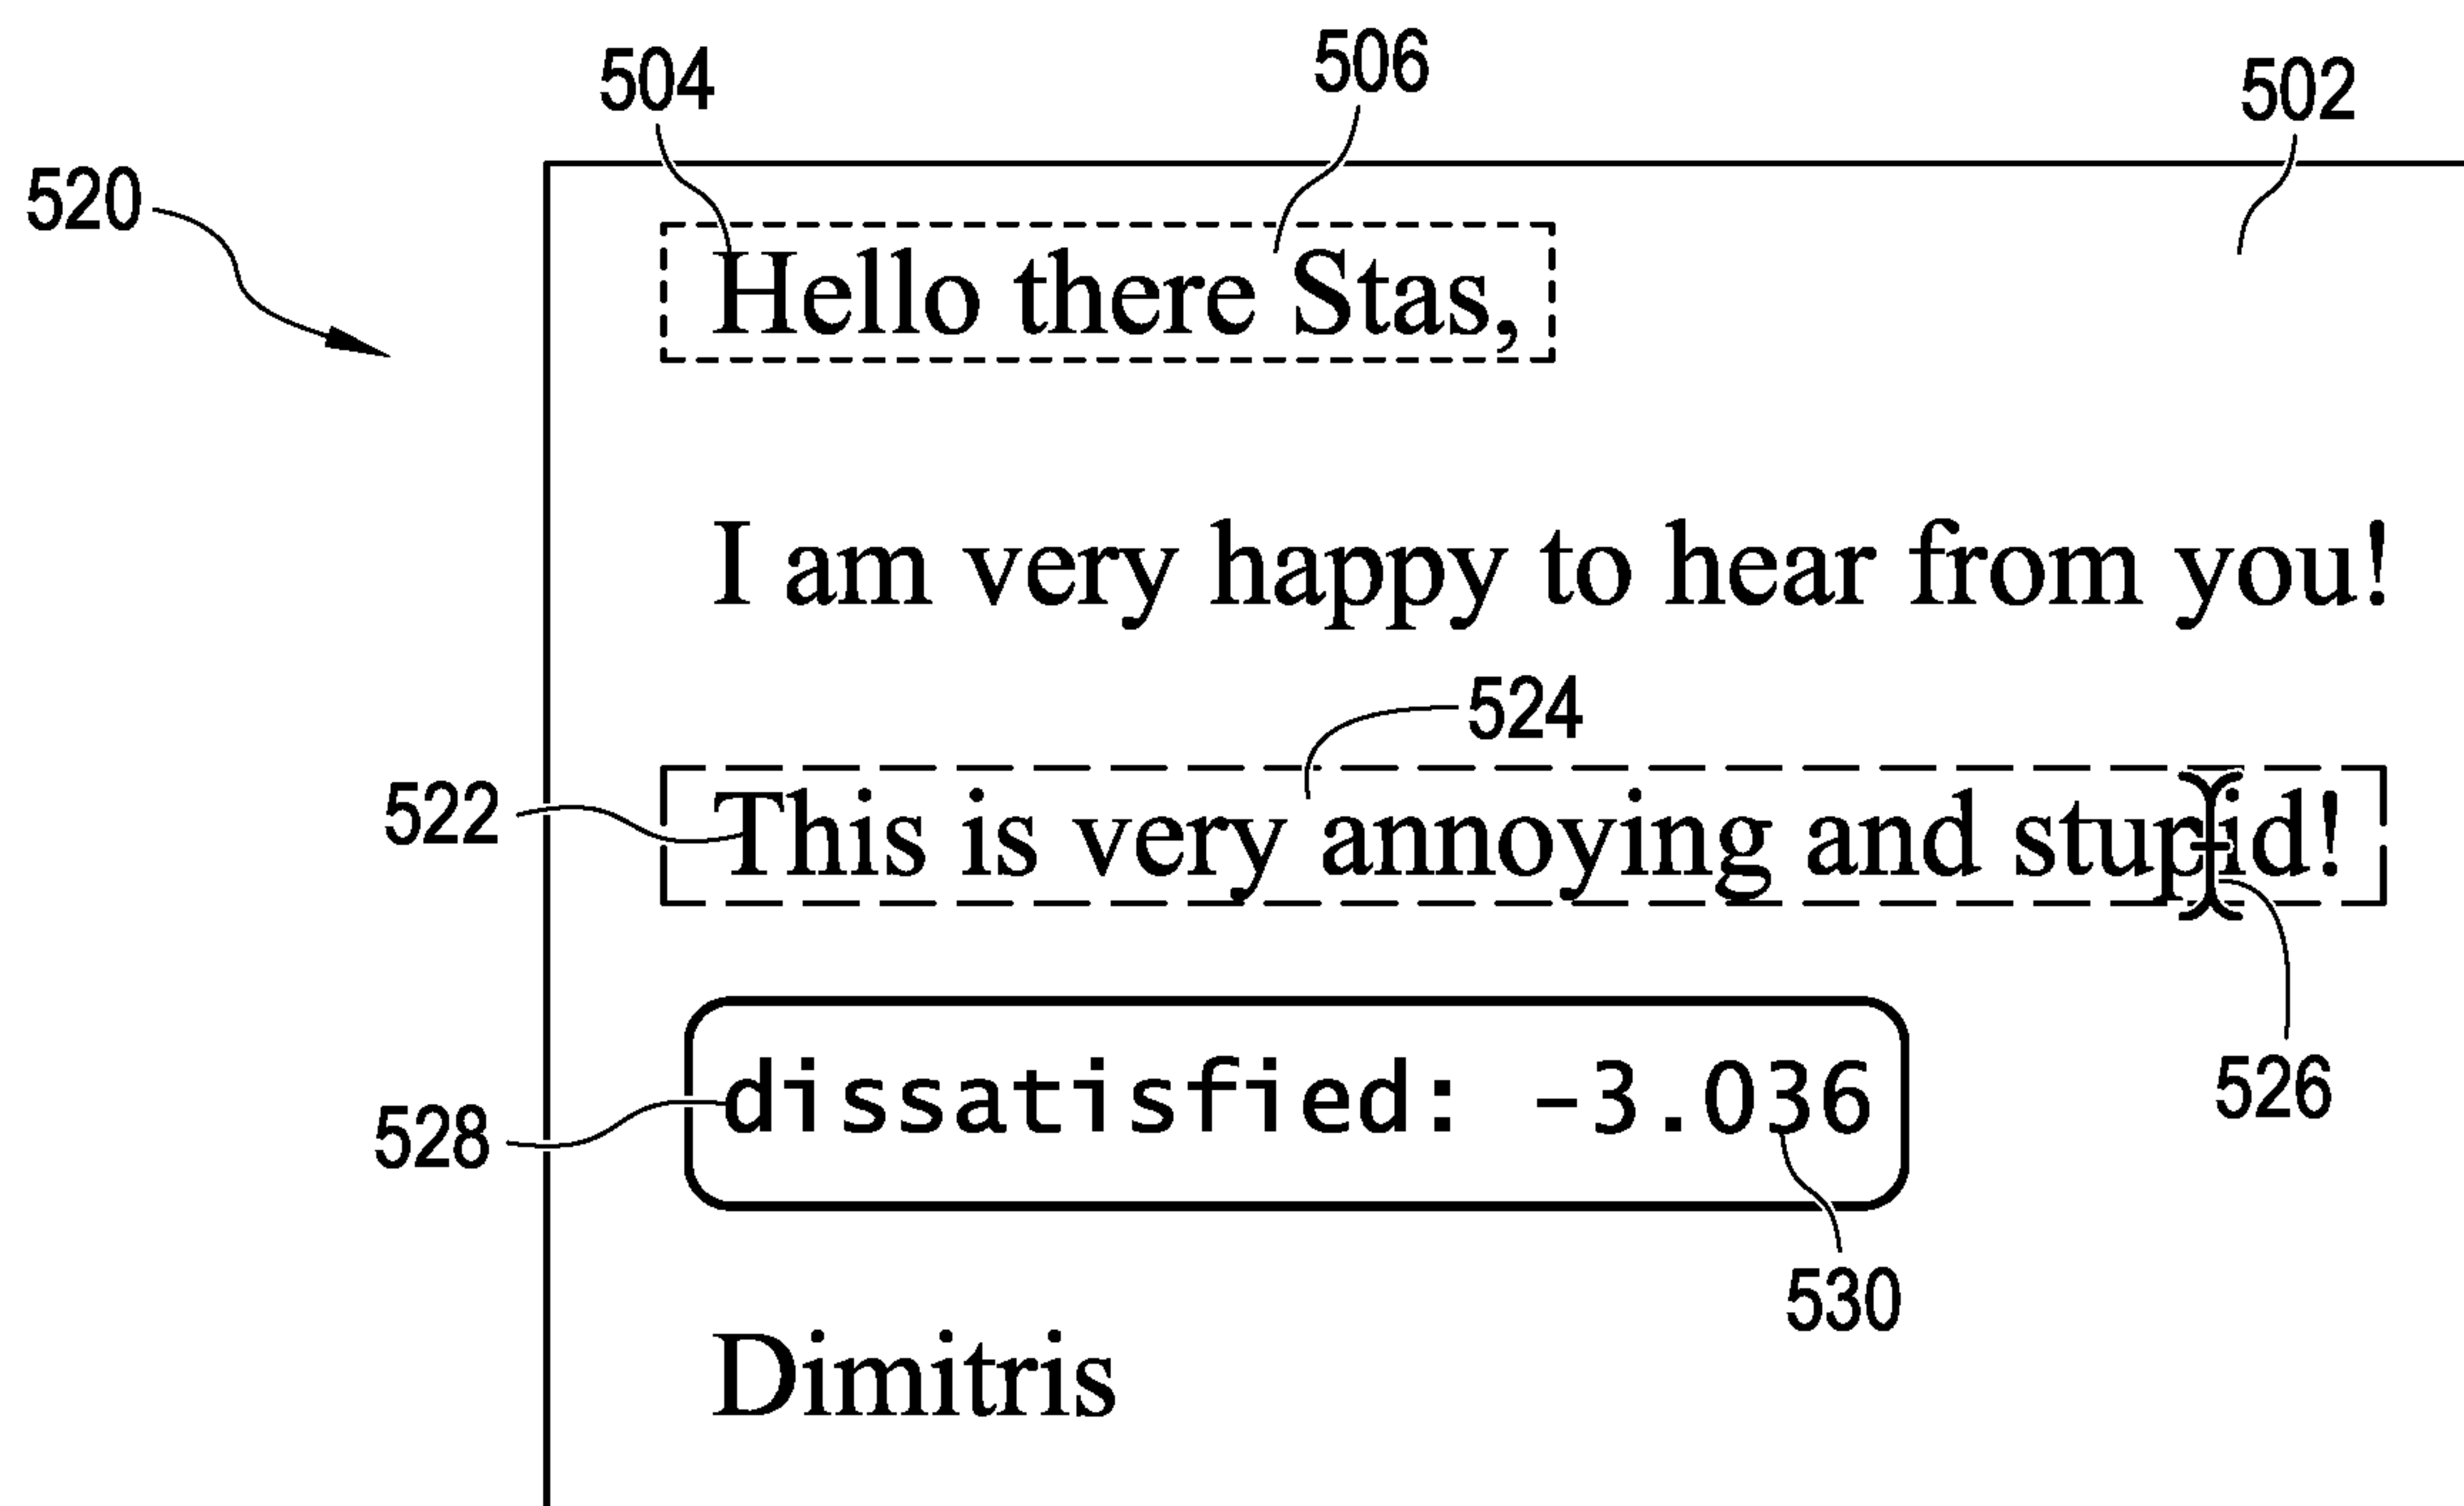 504 506 502
520
Hello there Stas,
I am very happy to hear from you!
524
522 This is very annoying and stupid!
528 dissatisfied: -3.036 526
530
Dimitris